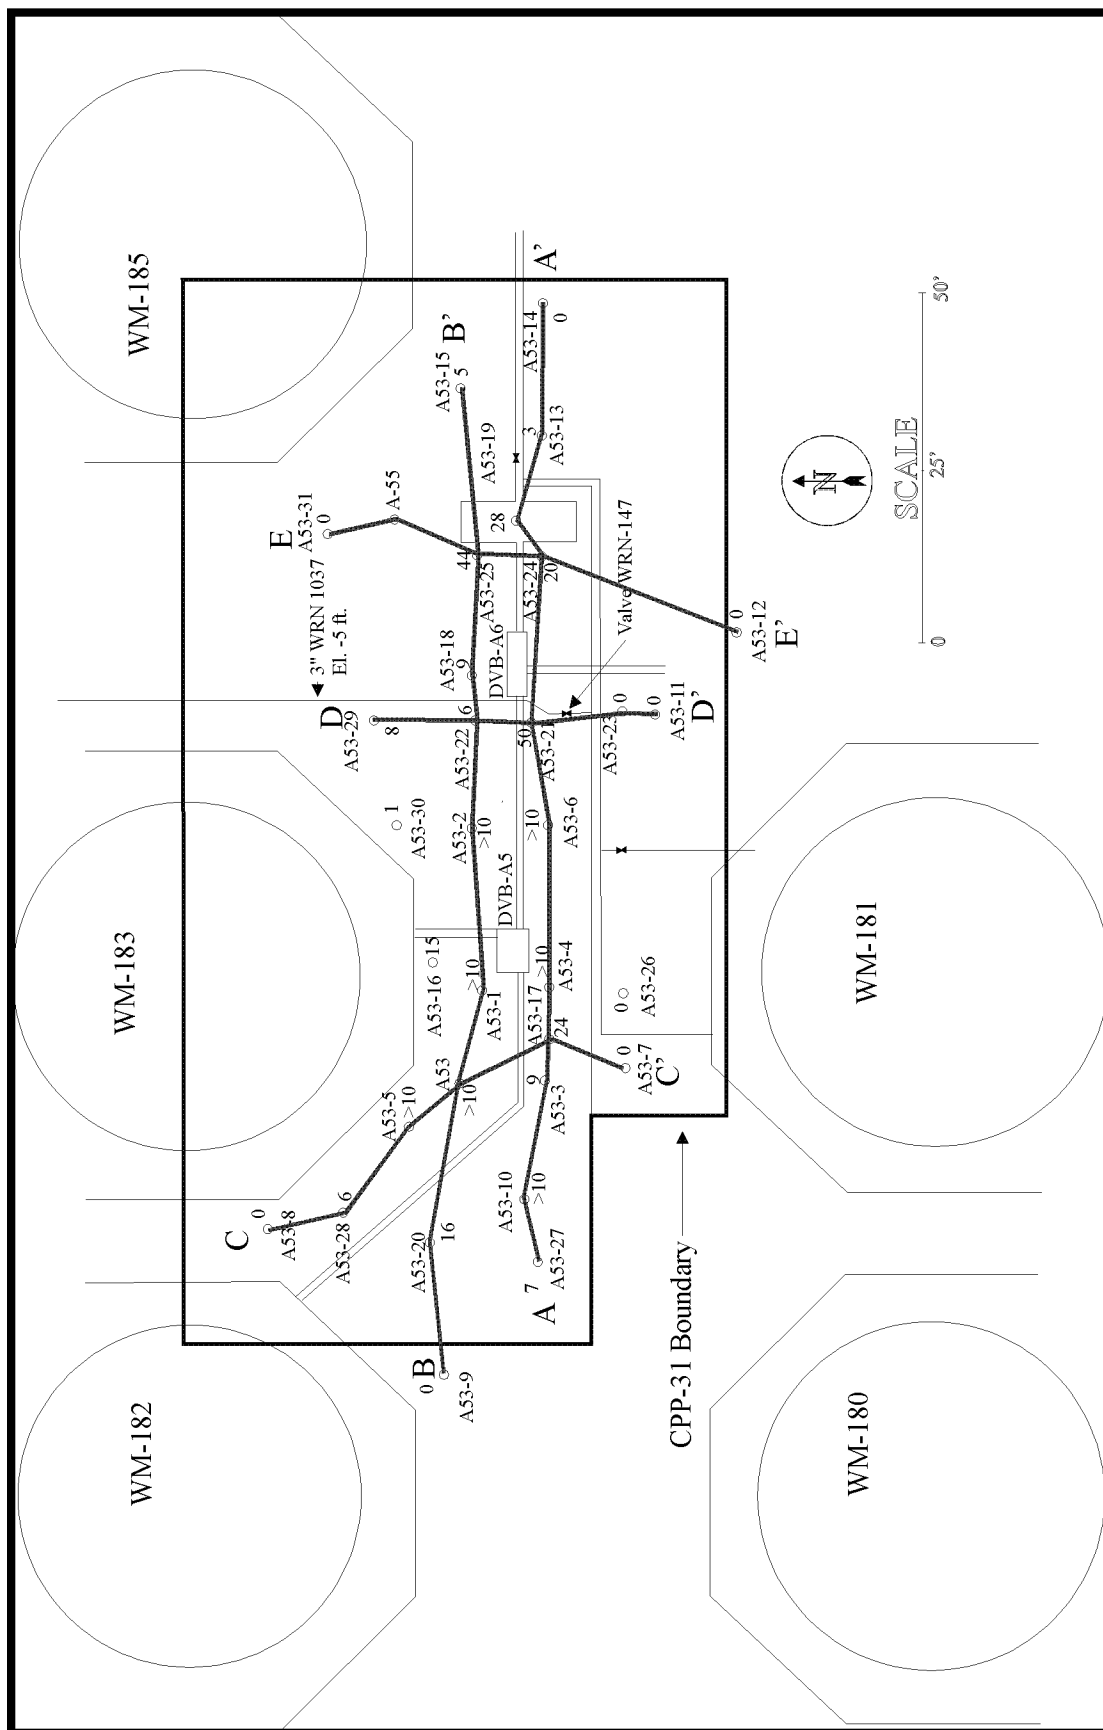 WM-182
WM-183
WM-185
C
0
A53-8
6
A53-28
A53-5
>10
E
A53-31
0
3" WRN 1037
El. -5 ft.
D
A53-29
8
1
A53-30
A-55
0
B
A53-9
A53-20
16
A53
>10
A53-16
15
>10
A53-1
A53-2
>10
6
A53-22
A53-18
9
44
A53-25
A53-19
28
A53-15
5
B’
7
A
A53-27
A53-10
>10
9
A53-3
A53-17
24
>10
A53-4
DVB-A5
>10
A53-6
50
A53-21
DVB-A6
A53-24
20
3
A53-13
A53-14
0
A’
0
A53-7
C’
0
A53-26
A53-23
0
0
A53-11
D’
Valve WRN-147
0
A53-12
E’
CPP-31 Boundary
N
SCALE
0
25’
50’
WM-180
WM-181